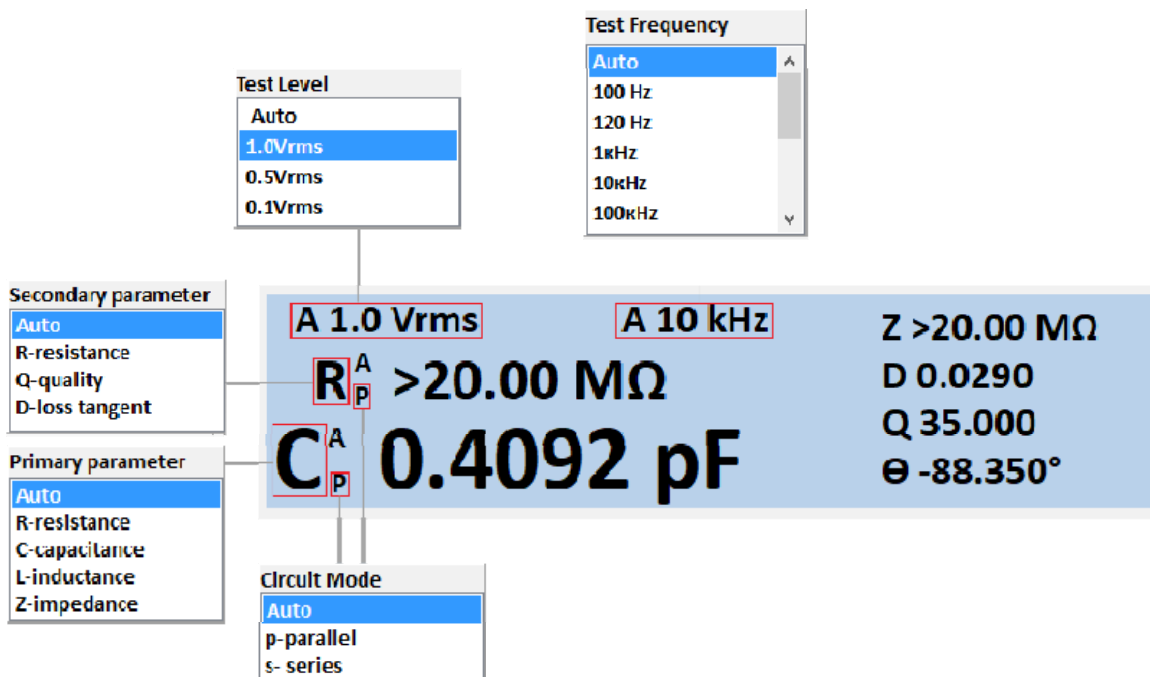 Test Frequency
Auto
100 Hz
120 Hz
1кHz
10кHz
100кHz
Test Level
Auto
1.0Vrms
0.5Vrms
0.1Vrms
Secondary parameter
Auto
R-resistance
Q-quality
D-loss tangent
Primary parameter
Auto
R-resistance
C-capacitance
L-inductance
Z-impedance
A 1.0 Vrms A 10 kHz
R A P >20.00 MΩ
C A P 0.4092 pF
Z >20.00 MΩ
D 0.0290
Q 35.000
Ɵ -88.350°
Circuit Mode
Auto
p-parallel
s- series